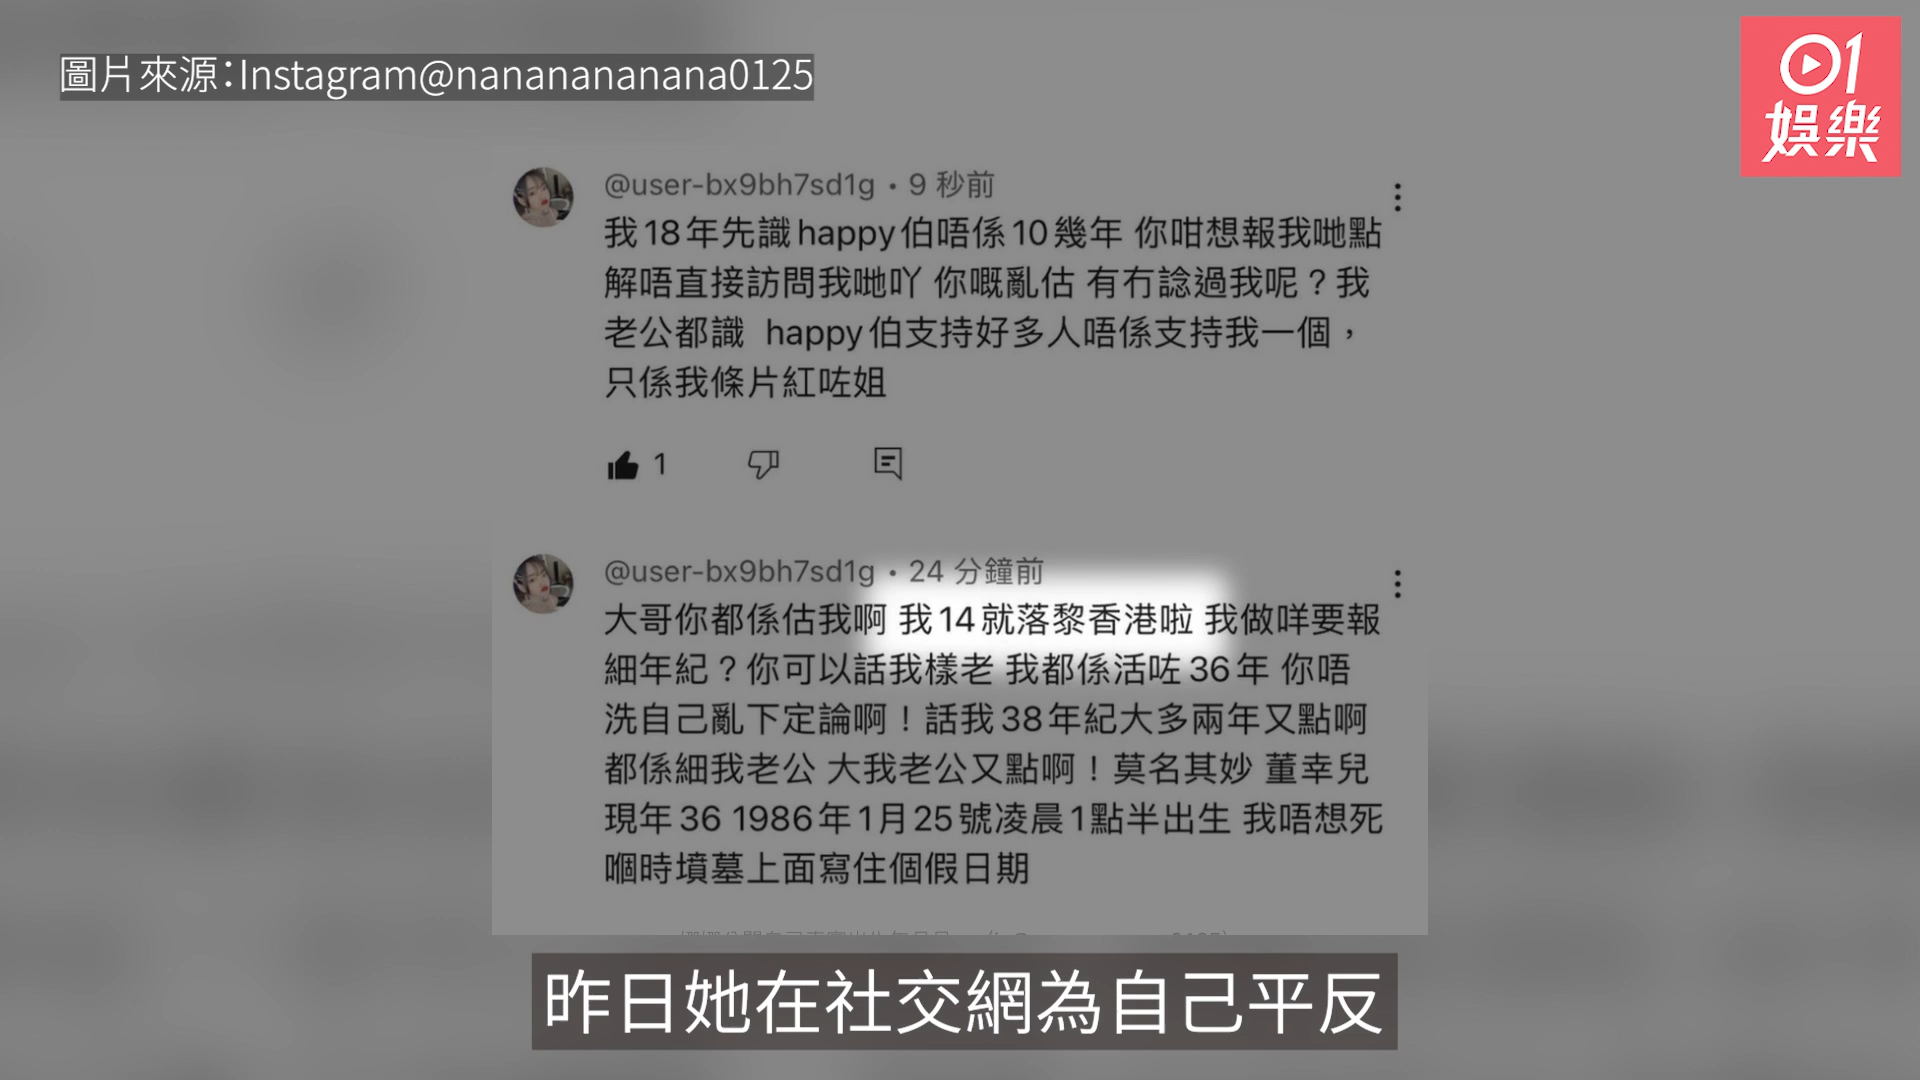 圖片來源:Instagram@nanananananana0125
01
娛樂
@user-bx9bh7sd1g • 9 秒前
我18年先識happy伯唔係10幾年 你咁想報我哋點
解唔直接訪問我哋吖 你嘅亂估 有冇諗過我呢？我
老公都識 happy伯支持好多人唔係支持我一個，
只係我條片紅咗姐
1
@user-bx9bh7sd1g • 24 分鐘前
大哥你都係估我啊 我14就落黎香港啦 我做咩要報
細年紀？你可以話我樣老 我都係活咗36年 你唔
洗自己亂下定論啊！話我38年紀大多兩年又點啊
都係細我老公 大我老公又點啊！莫名其妙 董幸兒
現年36 1986年1月25號凌晨1點半出生 我唔想死
嗰時墳墓上面寫住個假日期
昨日她在社交網為自己平反